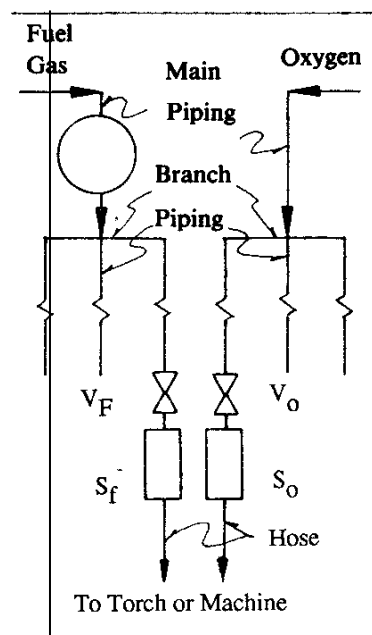 Fuel
Gas
Main
Piping
Oxygen
Branch
Piping
V_F
V_o
S_f
S_o
Hose
To Torch or Machine